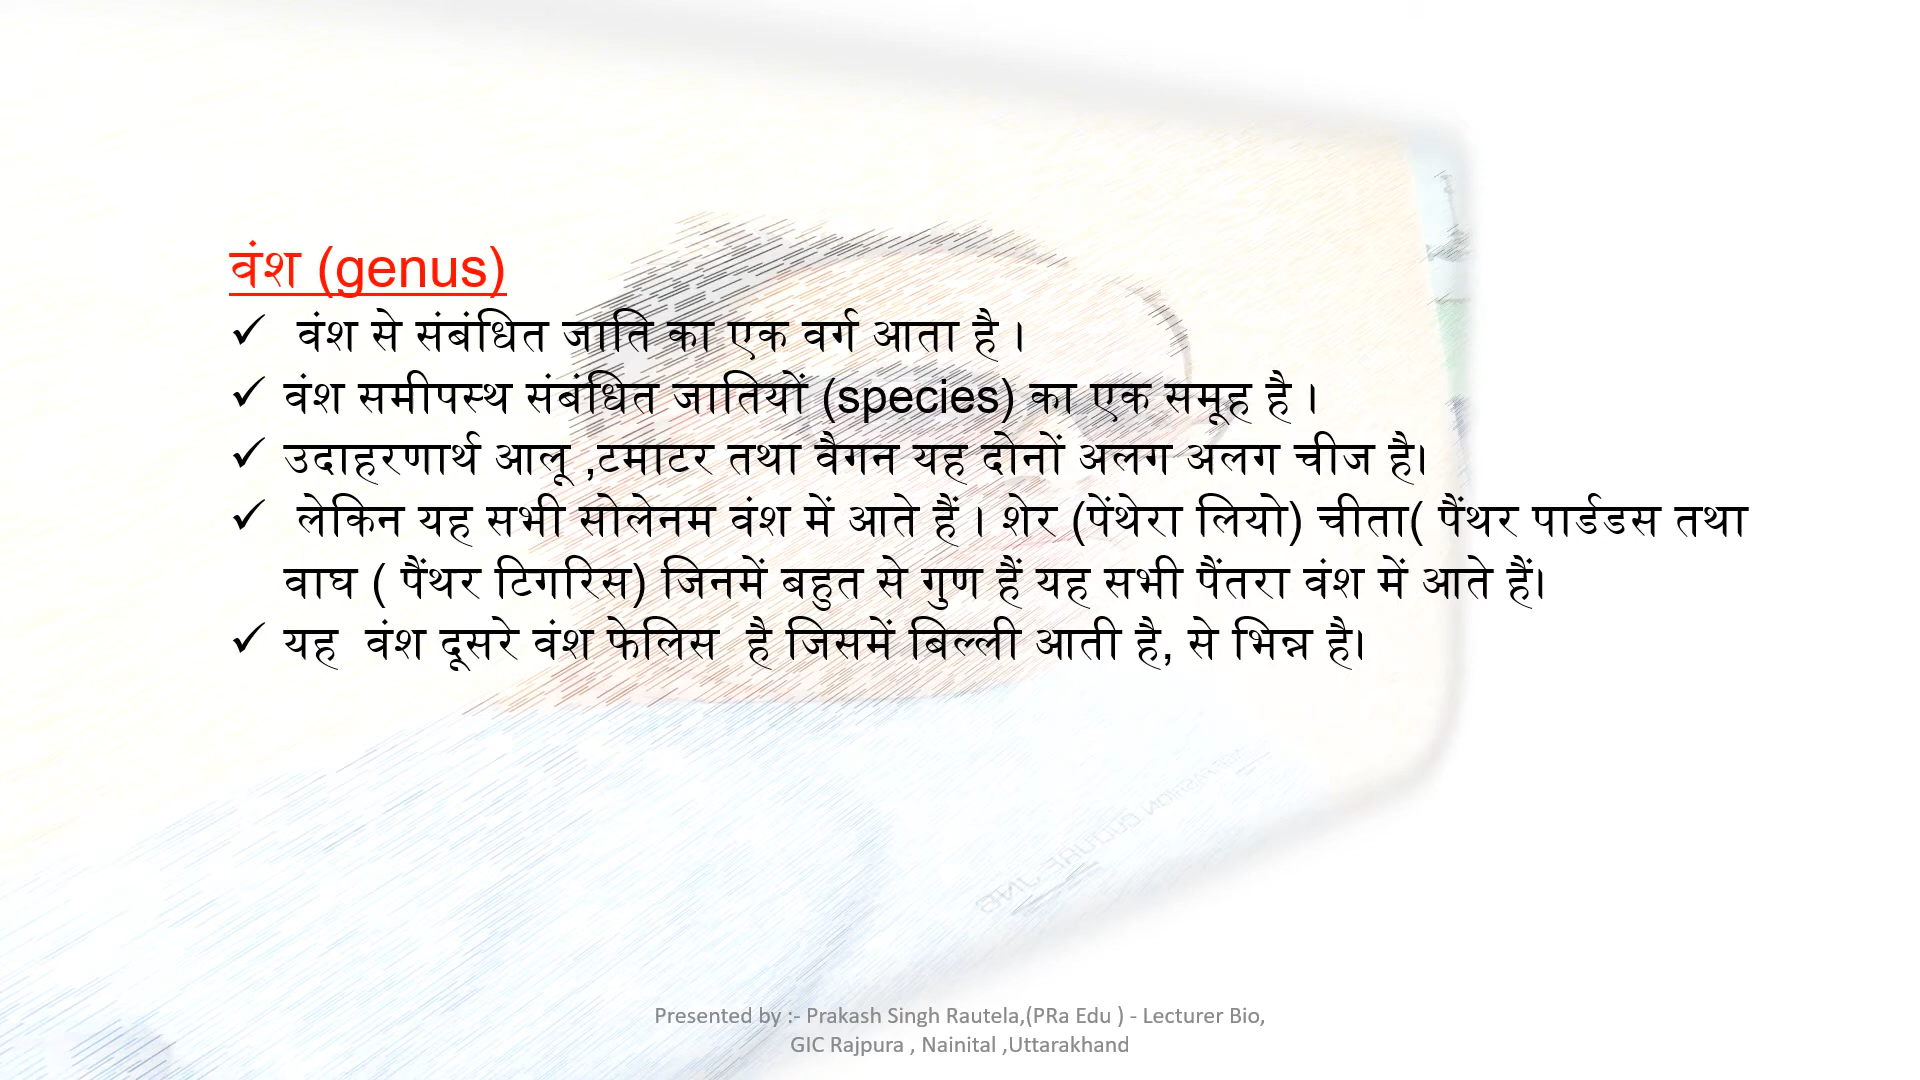 वंश (genus)
✓ वंश से संबंधित जाति का एक वर्ग आता है ।
✓ वंश समीपस्थ संबंधित जातियों (species) का एक समूह है ।
✓ उदाहरणार्थ आलू ,टमाटर तथा वैगन यह दोनों अलग अलग चीज है।
✓ लेकिन यह सभी सोलेनम वंश में आते हैं । शेर (पेंथेरा लियो) चीता( पैंथर पार्डडस तथा
वाघ ( पैंथर टिगरिस) जिनमें बहुत से गुण हैं यह सभी पैंतरा वंश में आते हैं।
✓ यह वंश दूसरे वंश फेलिस है जिसमें बिल्ली आती है, से भिन्न है।
Presented by :- Prakash Singh Rautela,(PRa Edu ) - Lecturer Bio,
GIC Rajpura , Nainital ,Uttarakhand